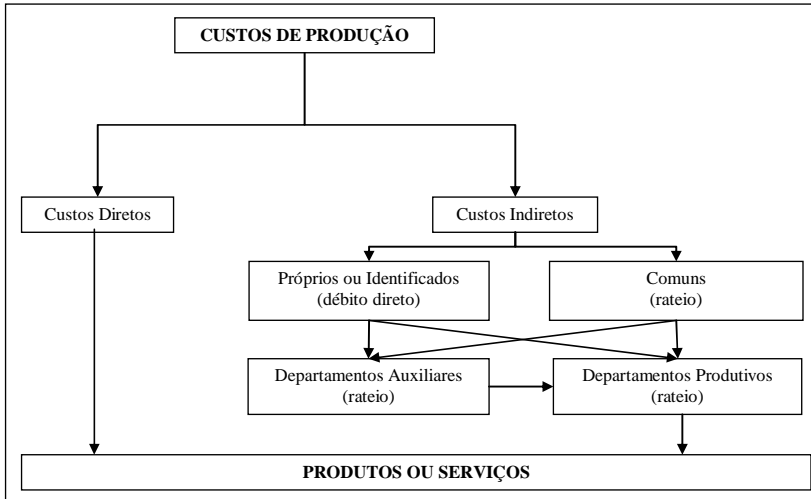 CUSTOS DE PRODUÇÃO
Custos Diretos
Custos Indiretos
Próprios ou Identificados
(débito direto)
Comuns
(rateio)
Departamentos Auxiliares
(rateio)
Departamentos Produtivos
(rateio)
PRODUTOS OU SERVIÇOS